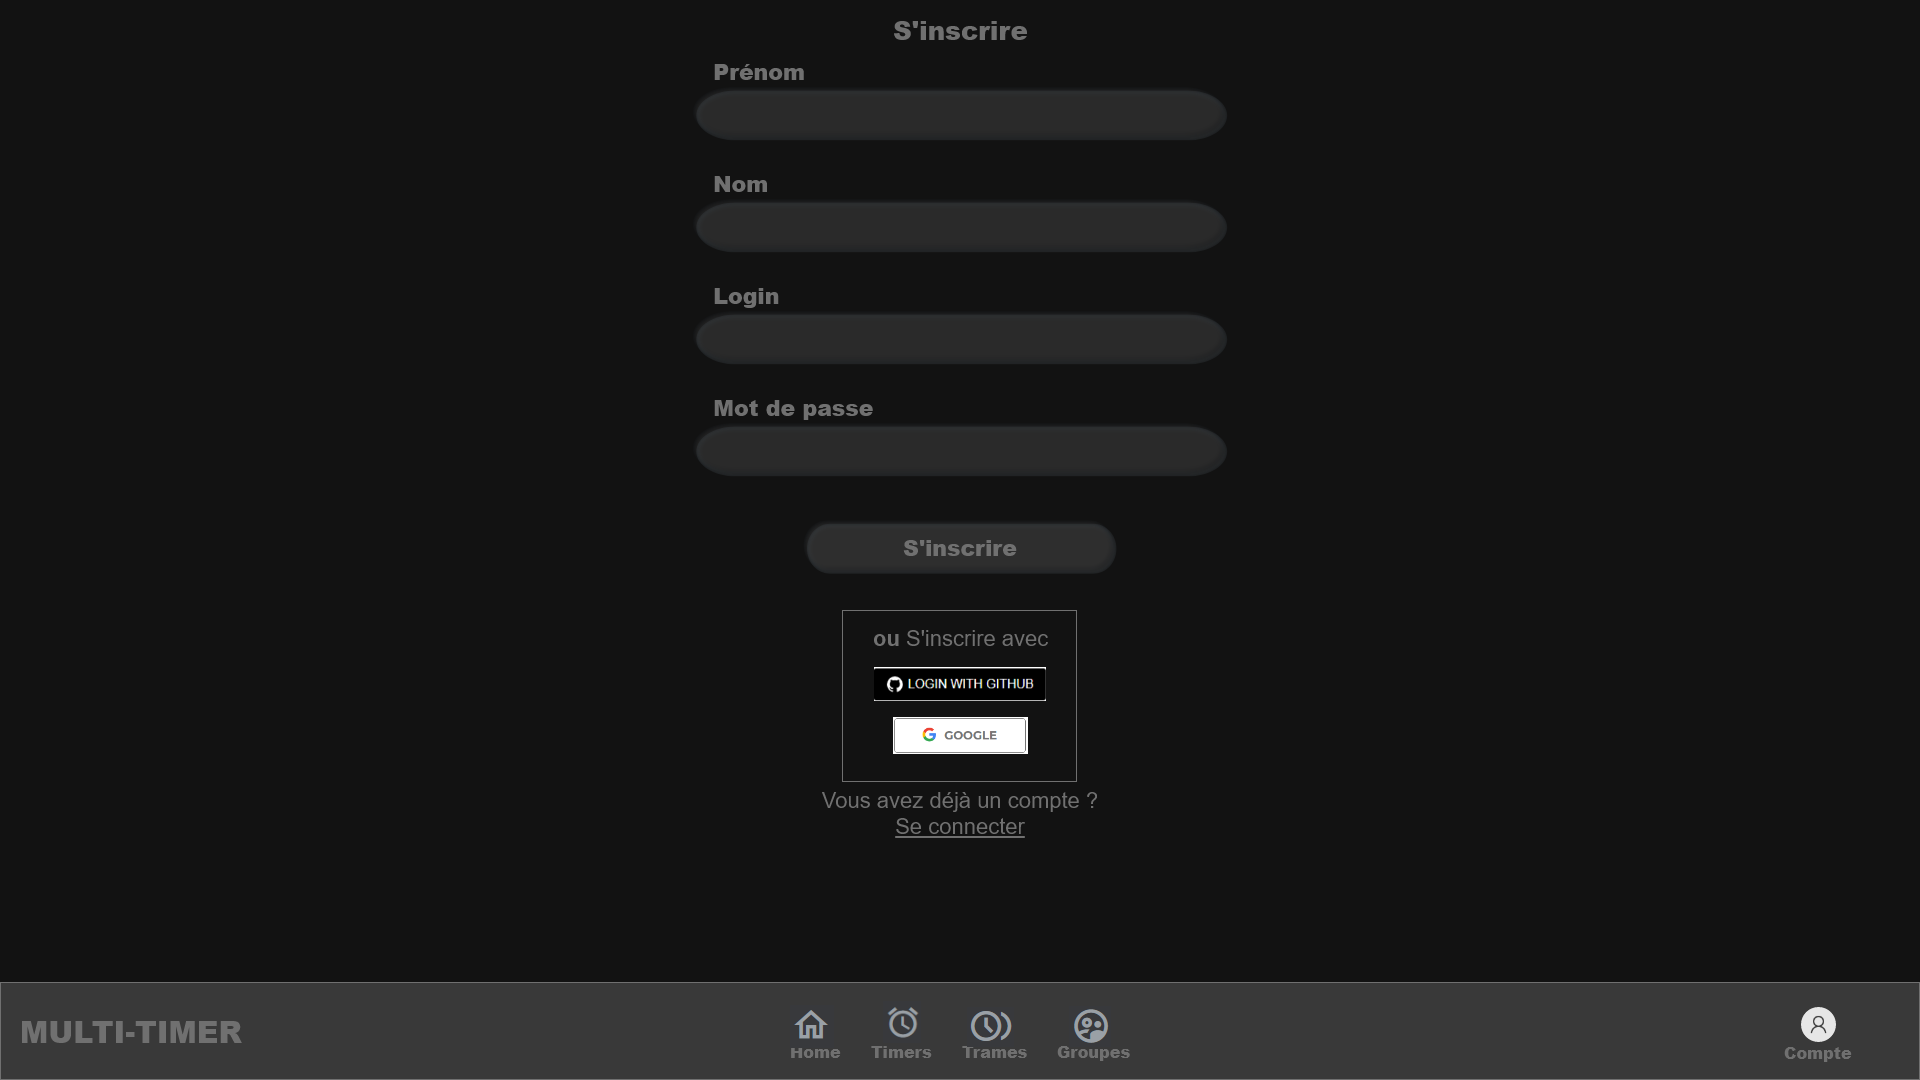 S'inscrire
Prénom
Nom
Login
Mot de passe
S'inscrire
ou S'inscrire avec
LOGIN WITH GITHUB
GOOGLE
Vous avez déjà un compte ?
Se connecter
MULTI-TIMER
Home
Timers
Trames
Groupes
Compte